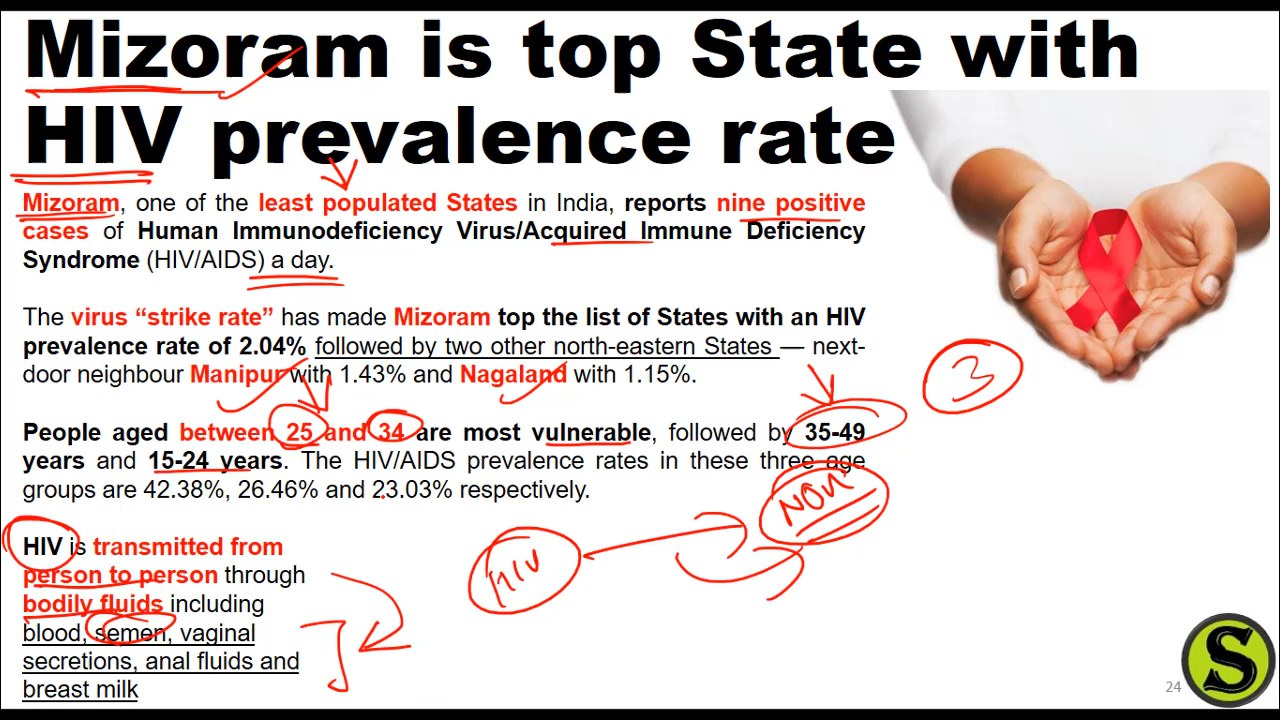 Mizoram is top State with
HIV prevalence rate
Mizoram, one of the least populated States in India, reports nine positive
cases of Human Immunodeficiency Virus/Acquired Immune Deficiency
Syndrome (HIV/AIDS) a day.
The virus “strike rate” has made Mizoram top the list of States with an HIV
prevalence rate of 2.04% followed by two other north-eastern States — next-
door neighbour Manipur with 1.43% and Nagaland with 1.15%.
3
People aged between 25 and 34 are most vulnerable, followed by 35-49
years and 15-24 years. The HIV/AIDS prevalence rates in these three age
groups are 42.38%, 26.46% and 23.03% respectively.
HIV is transmitted from
person to person through
bodily fluids including
blood, semen, vaginal
secretions, anal fluids and
breast milk
HIV
S
24